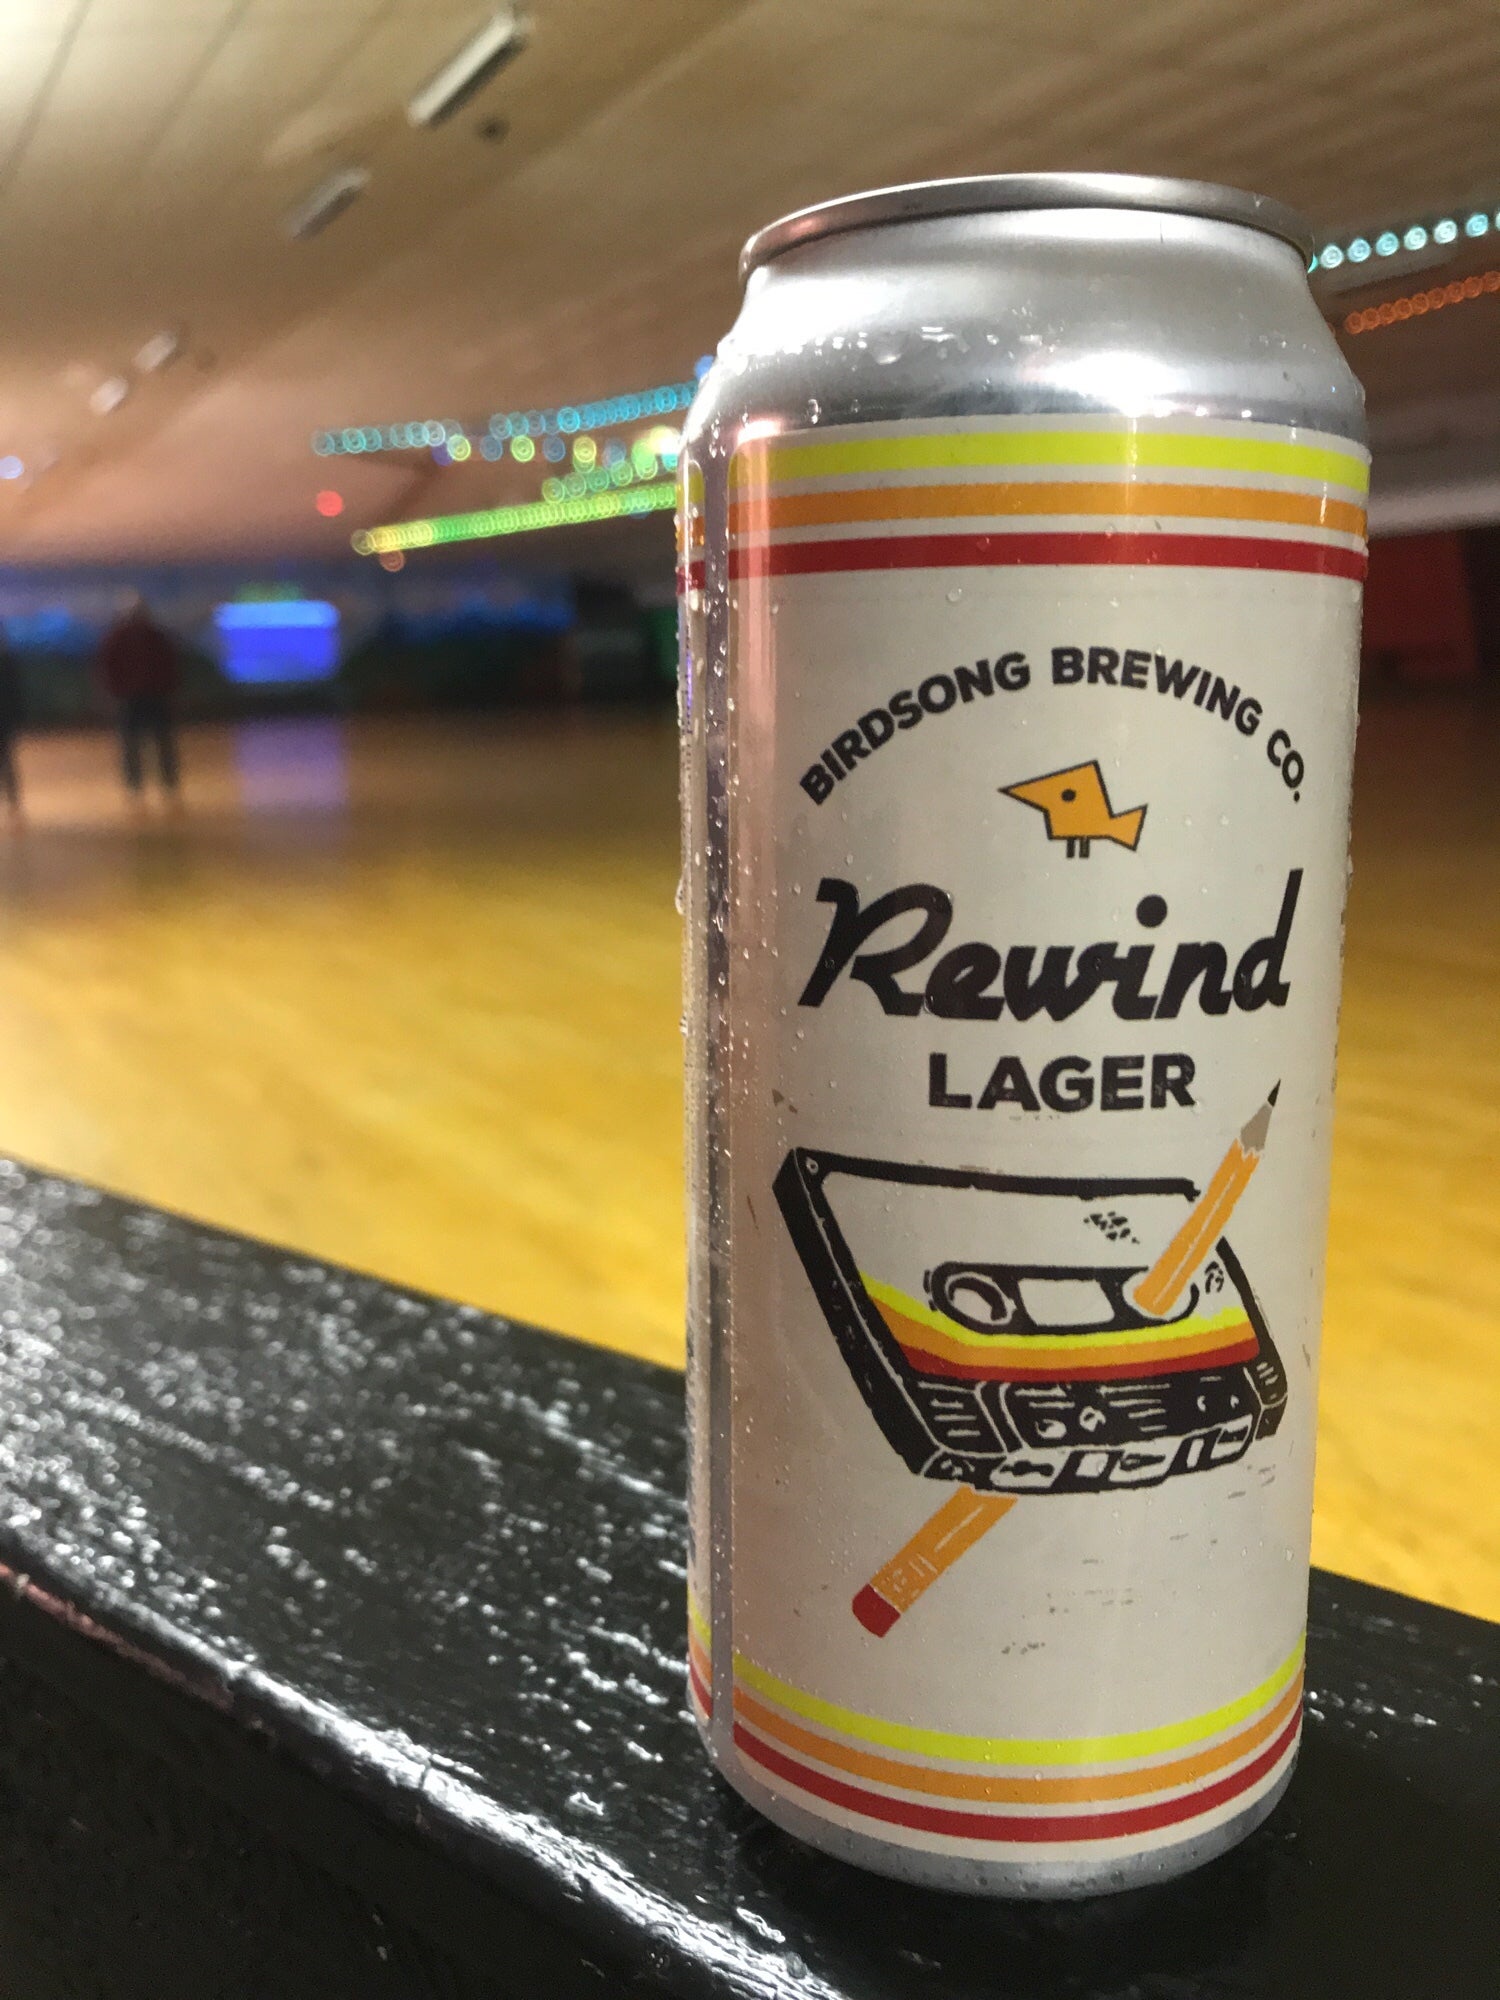 BIRDSONG BREWING CO.
Rewind
LAGER